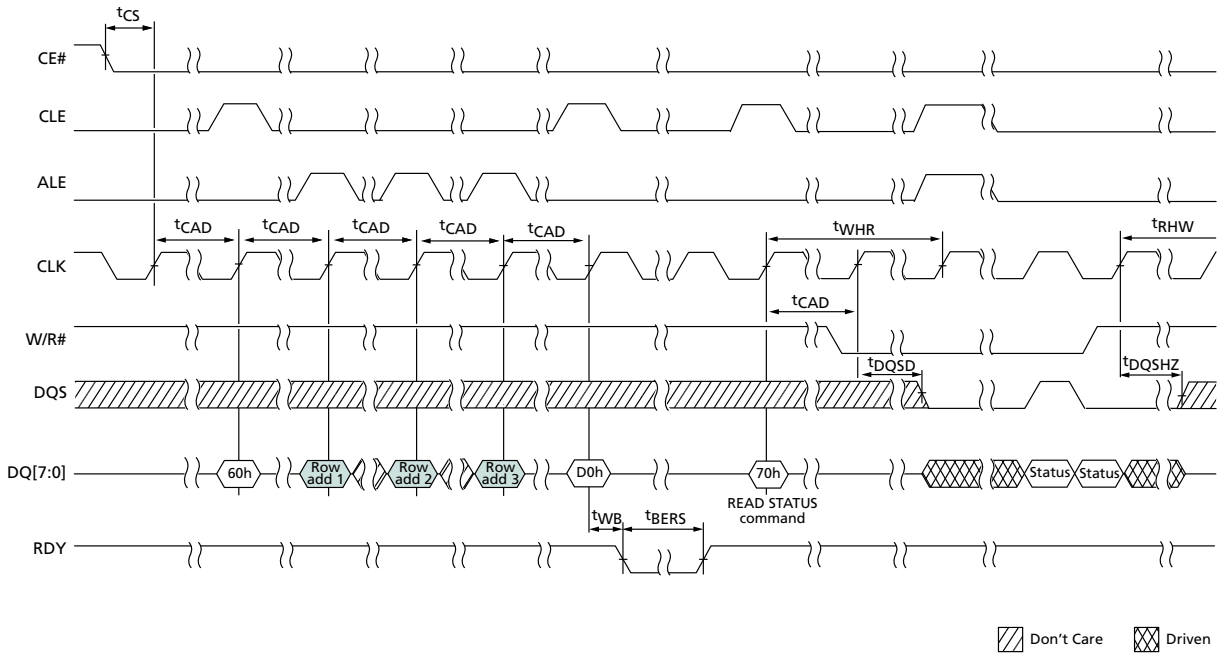 tCS
CE#
CLE
ALE
tCAD
tCAD
tCAD
tCAD
tCAD
tWHR
tRHW
CLK
tCAD
W/R#
tDQSD
tDQSHZ
DQS
DQ[7:0]
60h
Row
add 1
Row
add 2
Row
add 3
D0h
70h
Status
Status
READ STATUS
command
tWB
tBERS
RDY
Don't Care
Driven